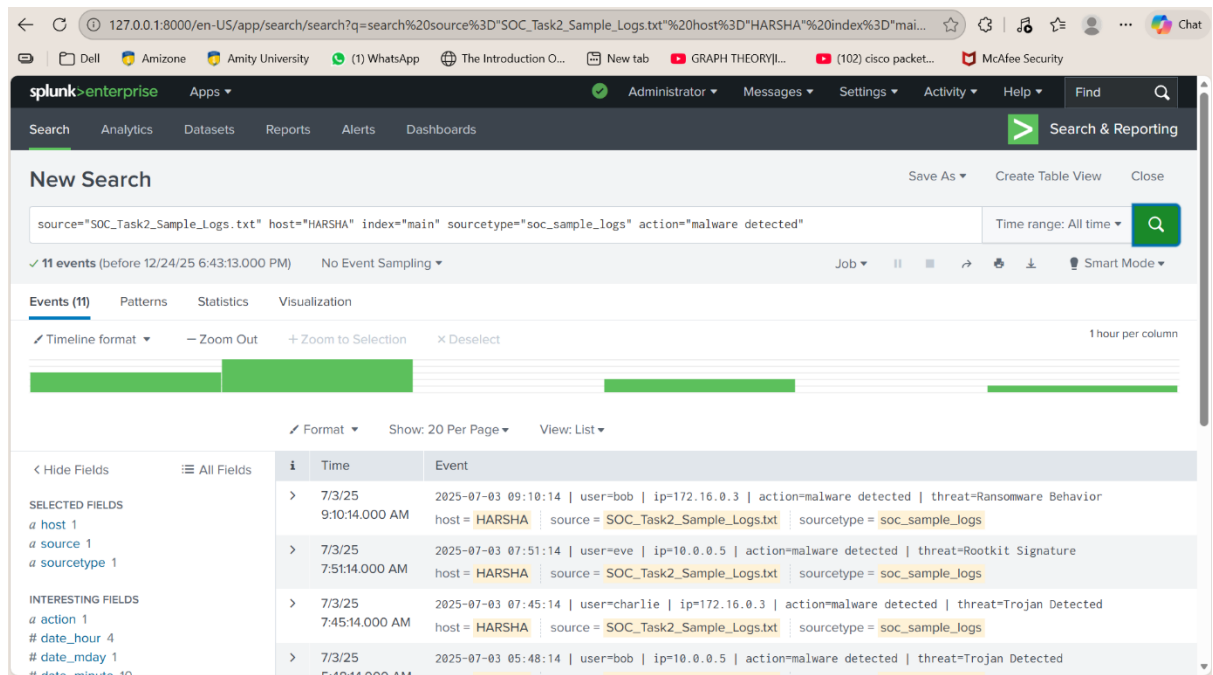 127.0.0.1:8000/en-US/app/search/search?q=search%20source%3D"SOC_Task2_Sample_Logs.txt"%20host%3D"HARSHA"%20index%3D"mai...
Chat
Dell
Amizone
Amity University
(1) WhatsApp
The Introduction O...
New tab
GRAPH THEORY|I...
(102) cisco packet...
McAfee Security
splunk>enterprise
Apps
Administrator
Messages
Settings
Activity
Help
Find
Search
Analytics
Datasets
Reports
Alerts
Dashboards
Search & Reporting
New Search
Save As
Create Table View
Close
source="SOC_Task2_Sample_Logs.txt" host="HARSHA" index="main" sourcetype="soc_sample_logs" action="malware detected"
Time range: All time
11 events (before 12/24/25 6:43:13.000 PM)
No Event Sampling
Job
Smart Mode
Events (11)
Patterns
Statistics
Visualization
Timeline format
— Zoom Out
+ Zoom to Selection
× Deselect
1 hour per column
Format
Show: 20 Per Page
View: List
< Hide Fields
All Fields
i
Time
Event
SELECTED FIELDS
a host 1
a source 1
a sourcetype 1
INTERESTING FIELDS
a action 1
# date_hour 4
# date_mday 1
# date_minute 10
> 7/3/25
9:10:14.000 AM
2025-07-03 09:10:14 | user=bob | ip=172.16.0.3 | action=malware detected | threat=Ransomware Behavior
host = HARSHA source = SOC_Task2_Sample_Logs.txt sourcetype = soc_sample_logs
> 7/3/25
7:51:14.000 AM
2025-07-03 07:51:14 | user=eve | ip=10.0.0.5 | action=malware detected | threat=Rootkit Signature
host = HARSHA source = SOC_Task2_Sample_Logs.txt sourcetype = soc_sample_logs
> 7/3/25
7:45:14.000 AM
2025-07-03 07:45:14 | user=charlie | ip=172.16.0.3 | action=malware detected | threat=Trojan Detected
host = HARSHA source = SOC_Task2_Sample_Logs.txt sourcetype = soc_sample_logs
> 7/3/25
5:48:14.000 AM
2025-07-03 05:48:14 | user=bob | ip=10.0.0.5 | action=malware detected | threat=Trojan Detected